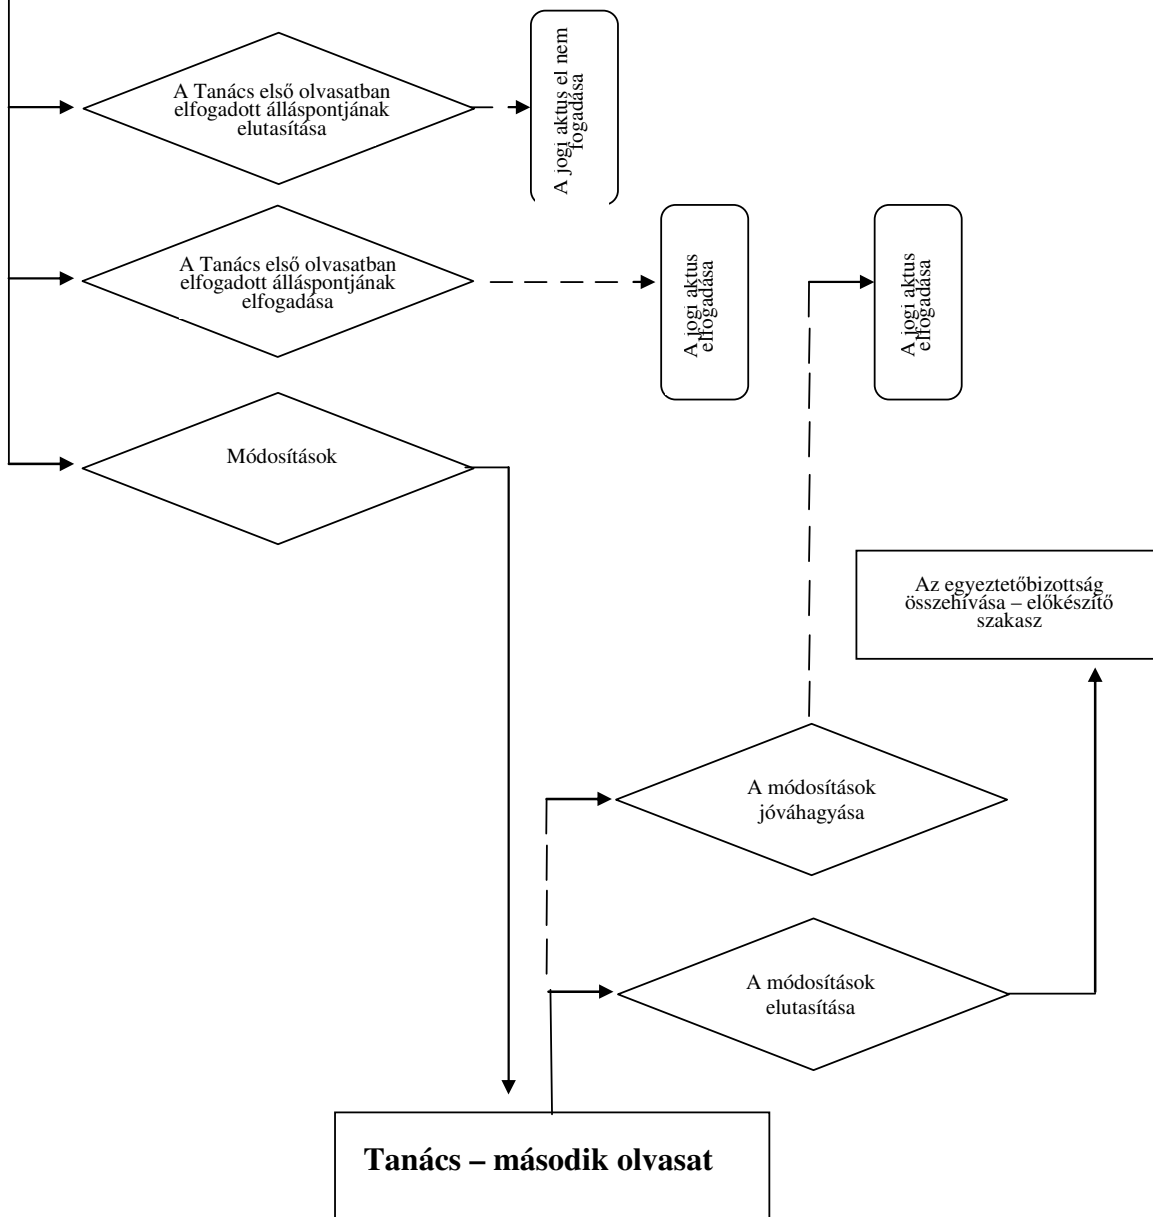 A Tanács első olvasatban
elfogadott álláspontjának
elutasítása
A jogi aktus el nem
fogadása
A Tanács első olvasatban
elfogadott álláspontjának
elfogadása
A jogi aktus
elfogadása
A jogi aktus
elfogadása
Módosítások
Az egyeztetőbizottság
összehívása – előkészítő
szakasz
A módosítások
jóváhagyása
A módosítások
elutasítása
Tanács – második olvasat